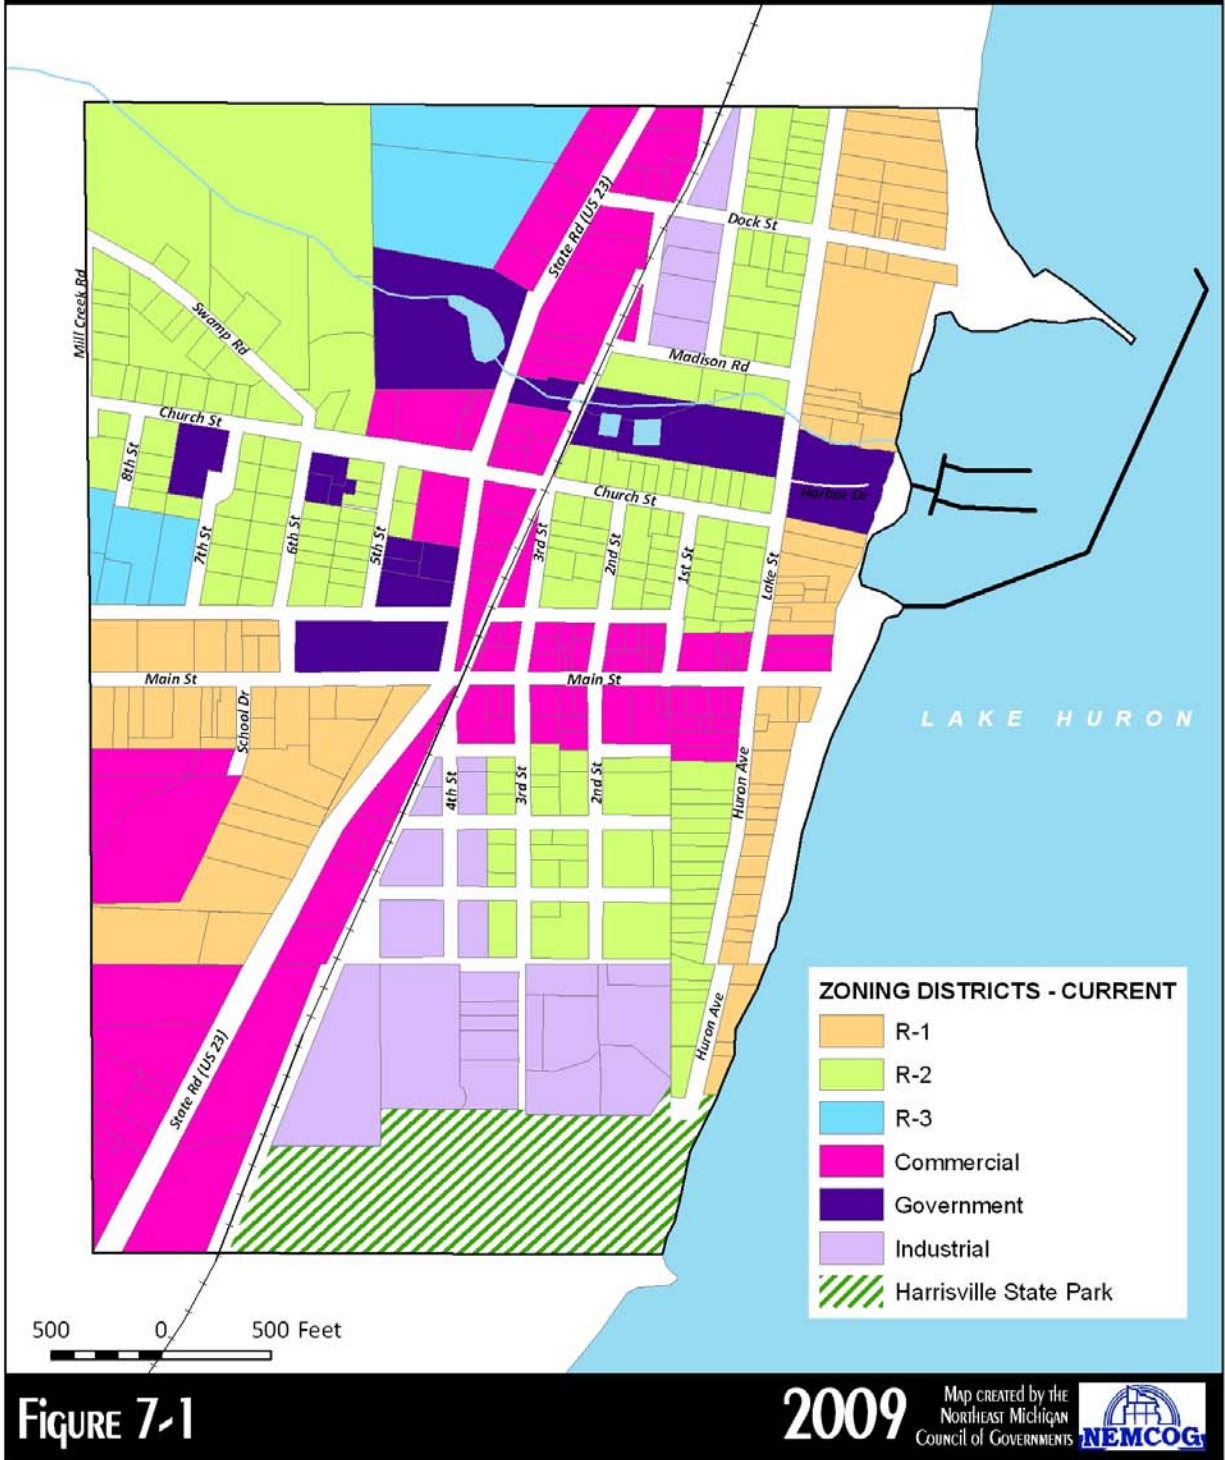 Dock St
State Rd (US 23)
Mill Creek Rd
Swamp Rd
Madison Rd
Church St
8th St
Church St
Harbor Dr
7th St
6th St
5th St
3rd St
2nd St
1st St
Lake St
Main St
Main St
School Dr
LAKE HURON
4th St
3rd St
2nd St
Huron Ave
Huron Ave
State Rd (US 23)
ZONING DISTRICTS - CURRENT
R-1
R-2
R-3
Commercial
Government
Industrial
Harrisville State Park
500 0 500 Feet
Figure 7-1
2009
Map created by the
Northeast Michigan
Council of Governments
NEMCOG